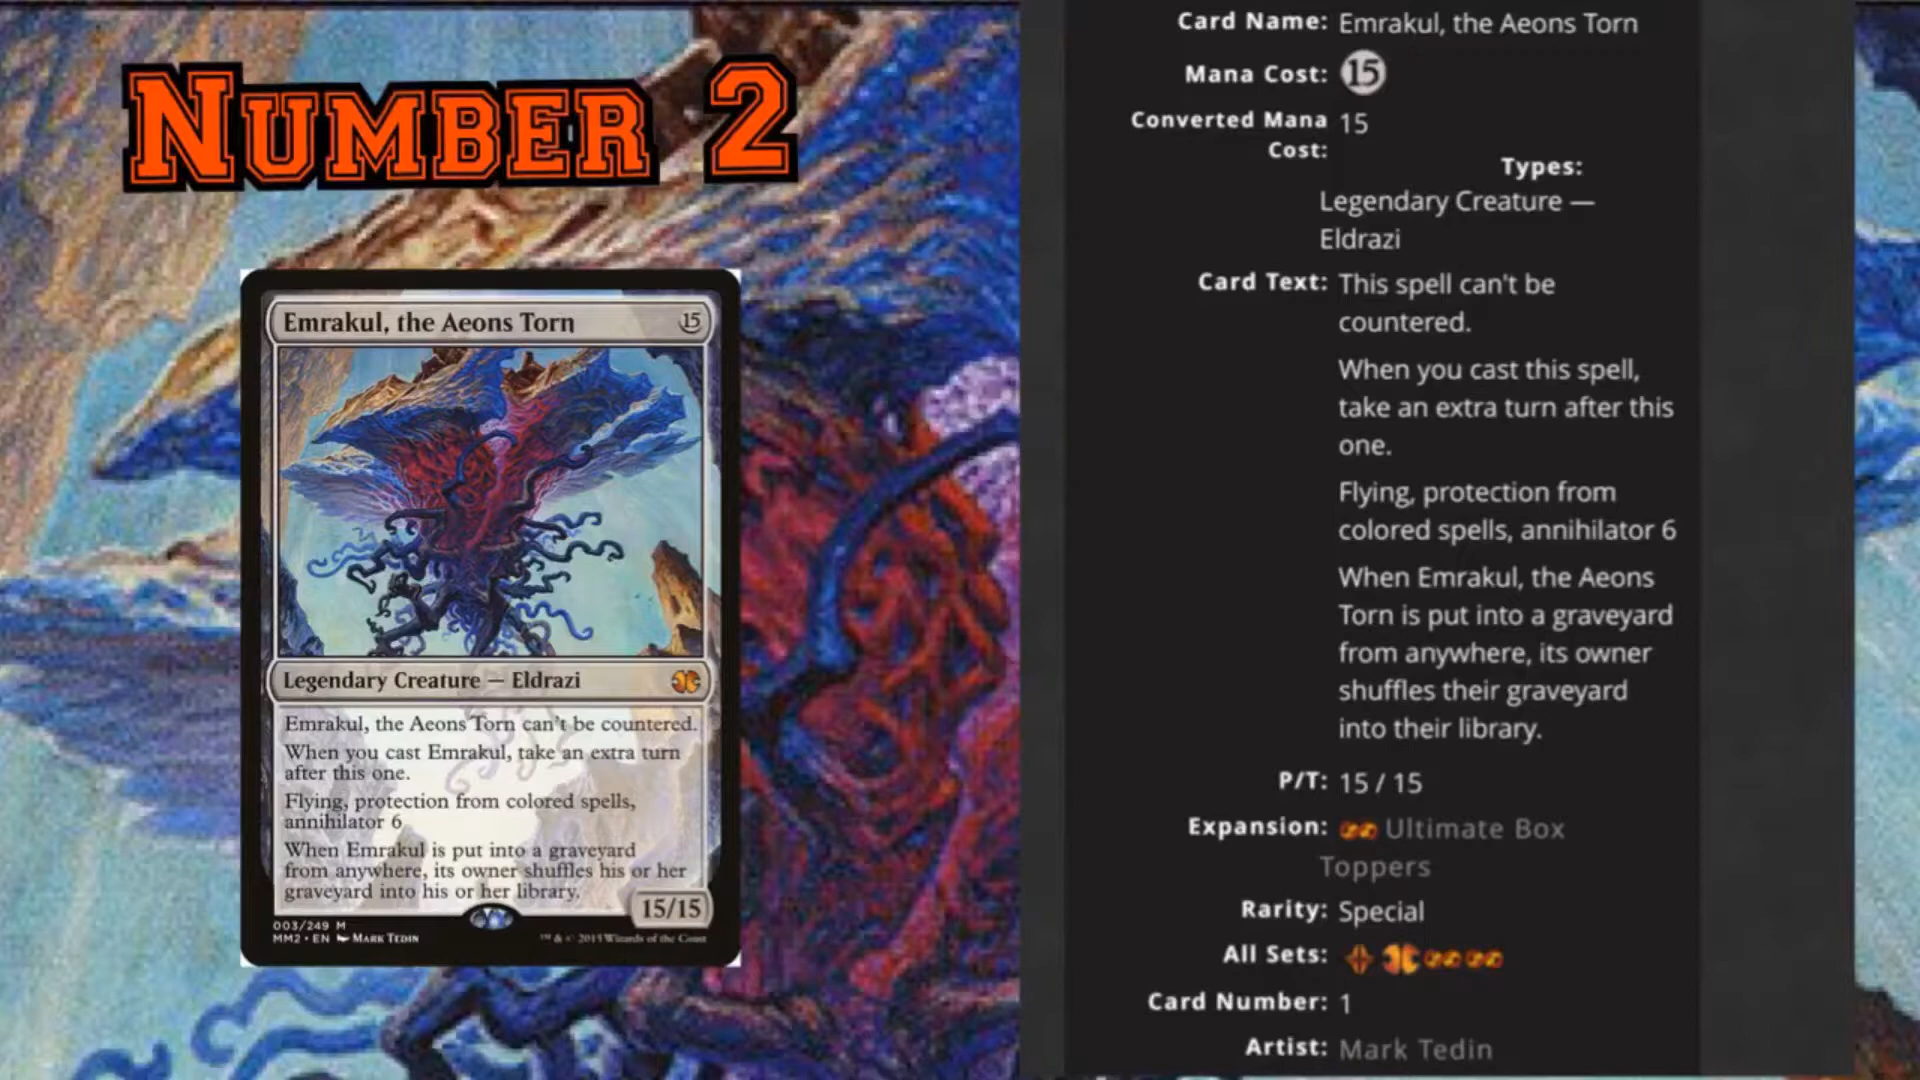 NUMBER 2
Emrakul, the Aeons Torn 15
Legendary Creature — Eldrazi
Emrakul, the Aeons Torn can't be countered.
When you cast Emrakul, take an extra turn
after this one.
Flying, protection from colored spells,
annihilator 6
When Emrakul is put into a graveyard
from anywhere, its owner shuffles his or her
graveyard into his or her library.
15/15
003/249 M
MM2 • EN MARK TEDIN
™ & © 2015 Wizards of the Coast
Card Name: Emrakul, the Aeons Torn
Mana Cost: 15
Converted Mana 15
Cost:
Types:
Legendary Creature —
Eldrazi
Card Text: This spell can't be
countered.
When you cast this spell,
take an extra turn after this
one.
Flying, protection from
colored spells, annihilator 6
When Emrakul, the Aeons
Torn is put into a graveyard
from anywhere, its owner
shuffles their graveyard
into their library.
P/T: 15 / 15
Expansion: Ultimate Box
Toppers
Rarity: Special
All Sets:
Card Number: 1
Artist: Mark Tedin